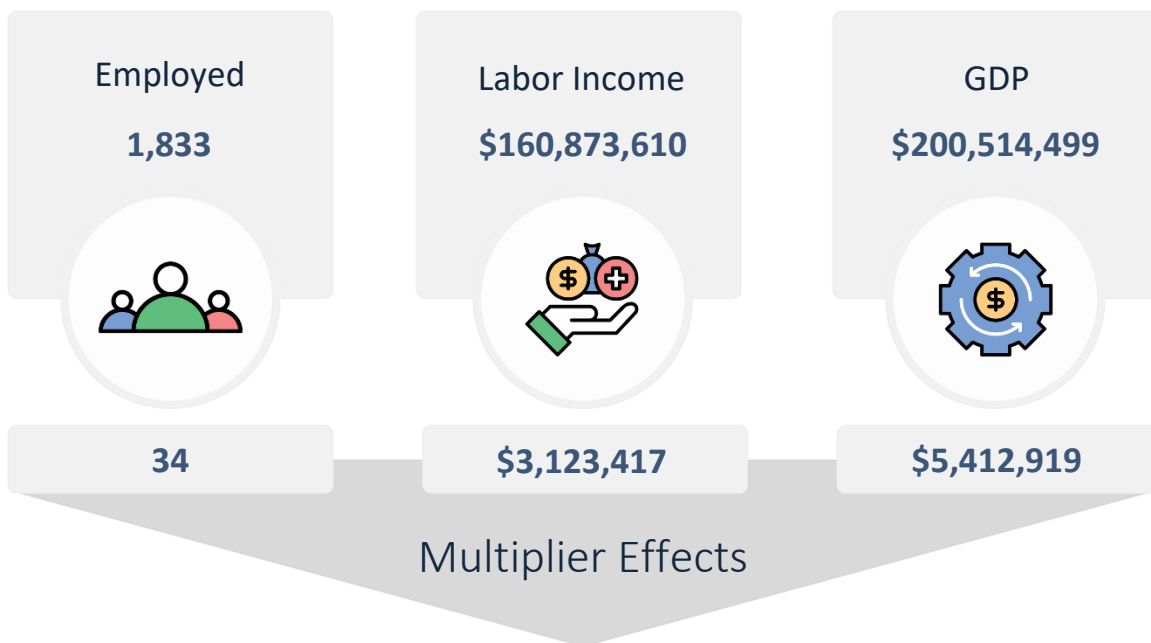 Employed
1,833
Labor Income
$160,873,610
GDP
$200,514,499
$
$
34
$3,123,417
$5,412,919
Multiplier Effects